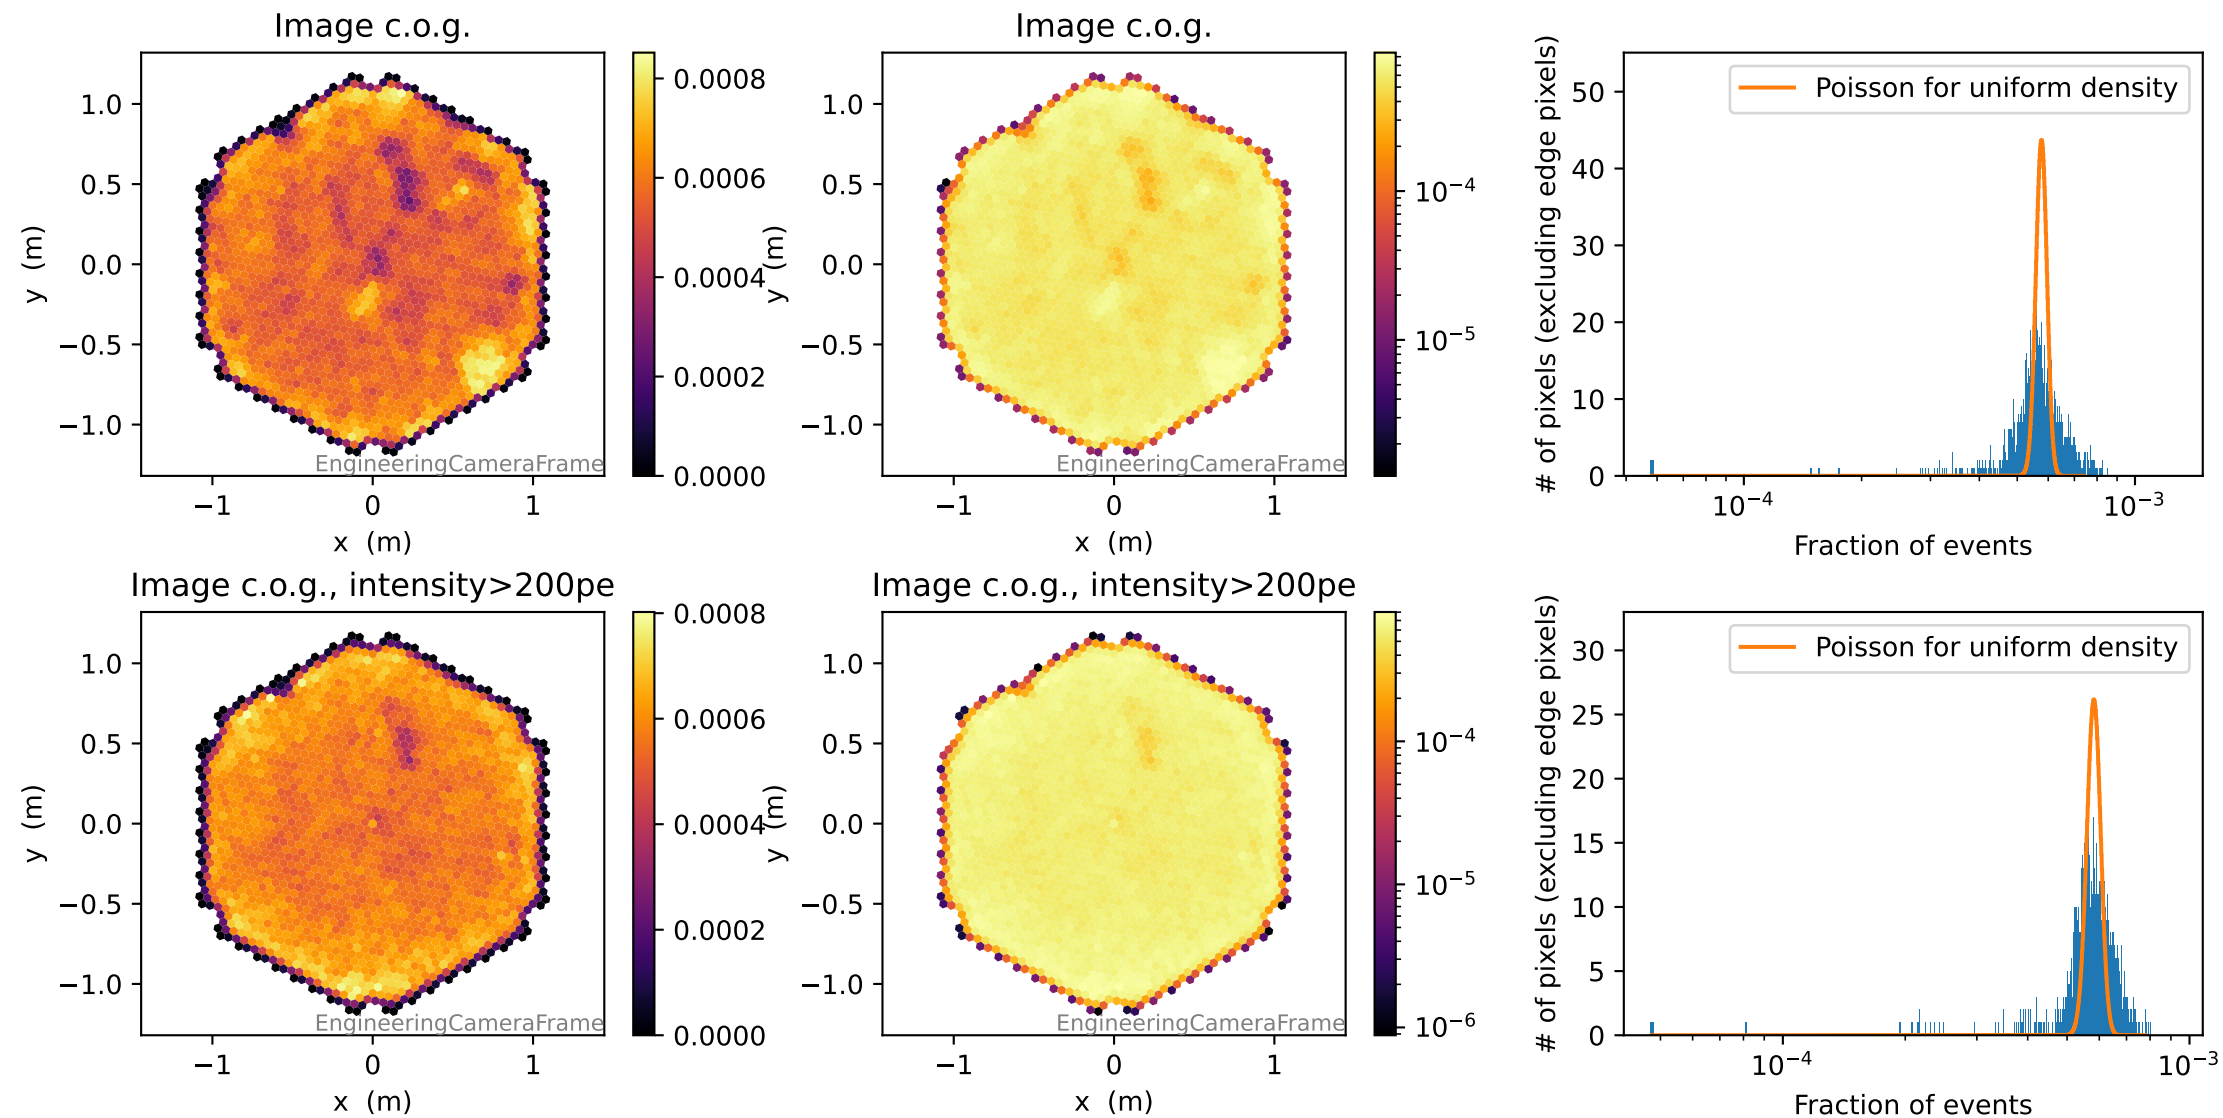 Image c.o.g.
1.0
0.5
0.0
−0.5
−1.0
y (m)
EngineeringCameraFrame
−1
0
1
x (m)
0.0008
0.0006
0.0004
0.0002
0.0000
Image c.o.g.
1.0
0.5
0.0
−0.5
−1.0
y (m)
EngineeringCameraFrame
−1
0
1
x (m)
10⁻⁴
10⁻⁵
# of pixels (excluding edge pixels)
50
40
30
20
10
0
Poisson for uniform density
10⁻⁴
10⁻³
Fraction of events
Image c.o.g., intensity>200pe
1.0
0.5
0.0
−0.5
−1.0
y (m)
EngineeringCameraFrame
−1
0
1
x (m)
0.0008
0.0006
0.0004
0.0002
0.0000
Image c.o.g., intensity>200pe
1.0
0.5
0.0
−0.5
−1.0
y (m)
EngineeringCameraFrame
−1
0
1
x (m)
10⁻⁴
10⁻⁵
10⁻⁶
# of pixels (excluding edge pixels)
30
25
20
15
10
5
0
Poisson for uniform density
10⁻⁴
10⁻³
Fraction of events